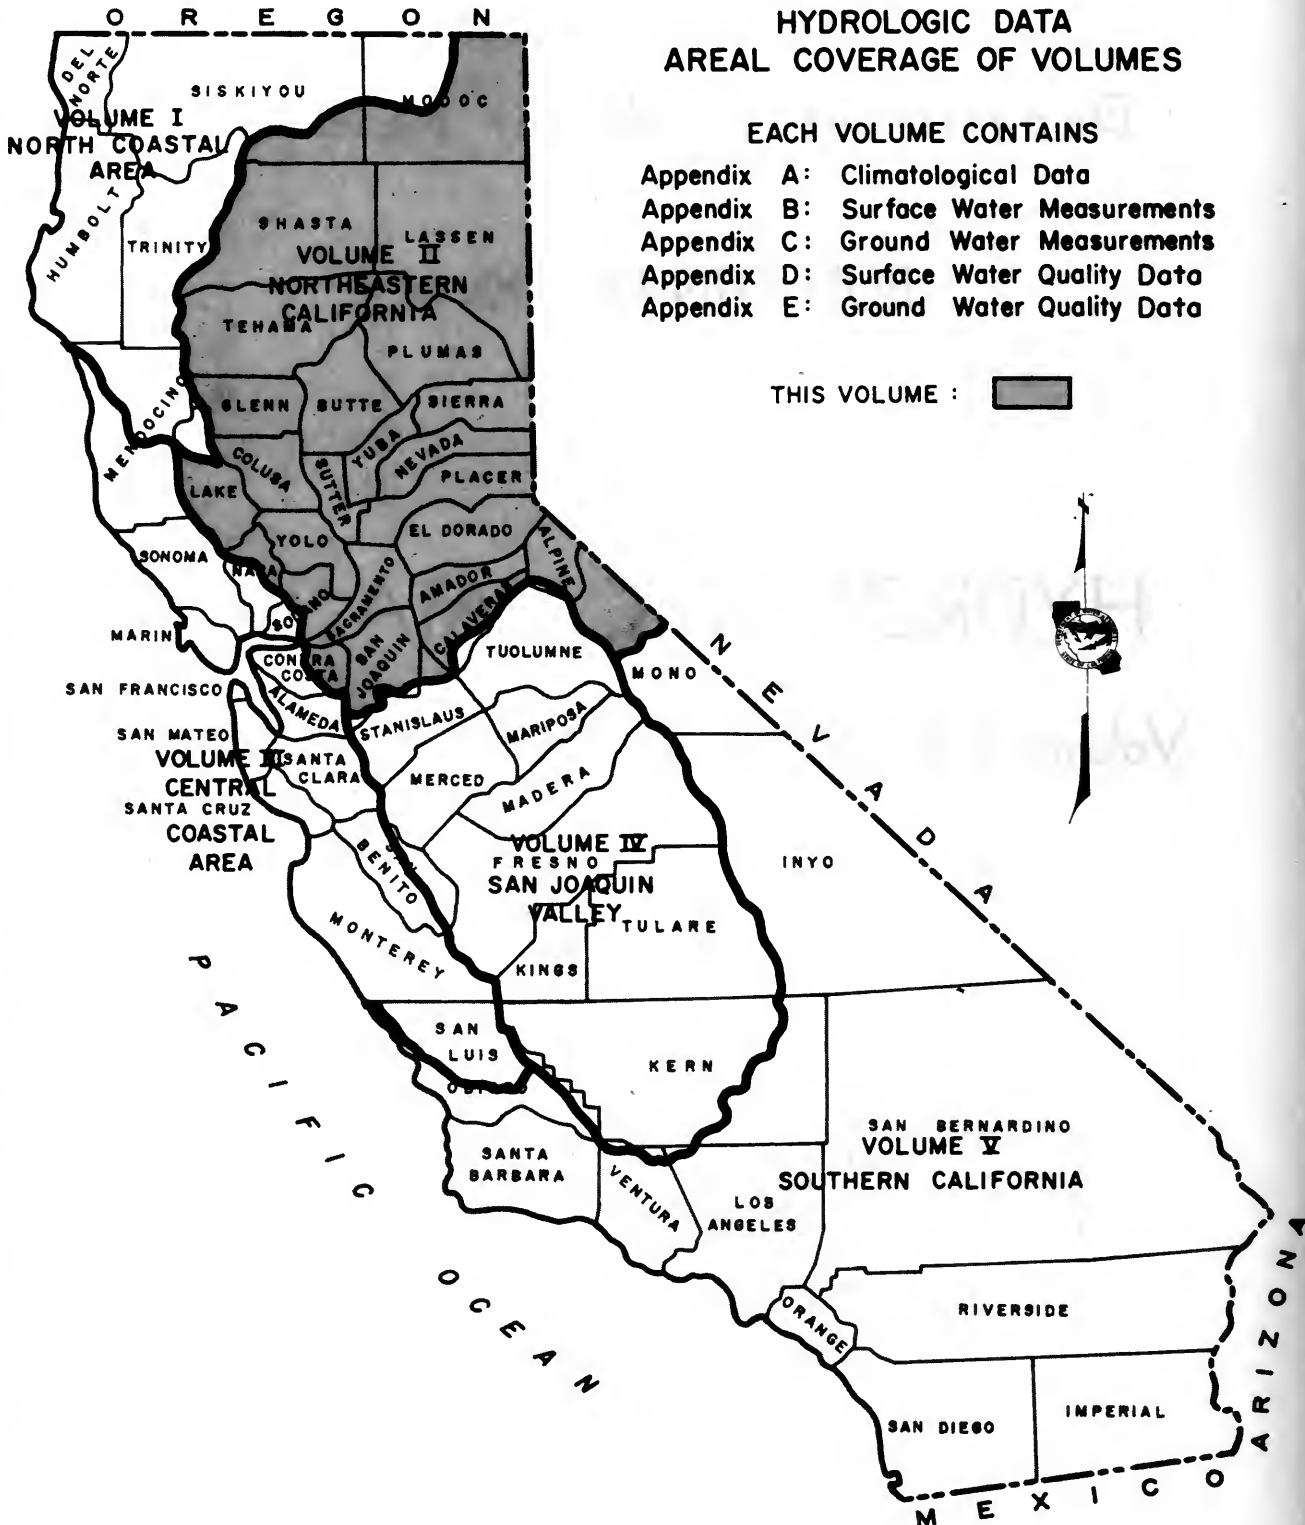 HYDROLOGIC DATA
AREAL COVERAGE OF VOLUMES
EACH VOLUME CONTAINS
Appendix A: Climatological Data
Appendix B: Surface Water Measurements
Appendix C: Ground Water Measurements
Appendix D: Surface Water Quality Data
Appendix E: Ground Water Quality Data
THIS VOLUME :
OREGON
DEL
NORTE
SISKIYOU
MODOC
VOLUME I
NORTH COASTAL
AREA
HUMBOLT
TRINITY
SHASTA
LASSEN
VOLUME II
NORTHEASTERN
CALIFORNIA
TEHAMA
PLUMAS
MENDOCINO
GLENN
BUTTE
SIERRA
YUBA
NEVADA
COLUSA
SUTTER
PLACER
LAKE
EL DORADO
YOLO
ALPINE
SONOMA
NAPA
SACRAMENTO
AMADOR
SOLANO
CALAVERAS
MARIN
SAN
JOAQUIN
TUOLUMNE
CONTRA
COSTA
MONO
SAN FRANCISCO
ALAMEDA
STANISLAUS
MARIPOSA
SAN MATEO
VOLUME III
CENTRAL
COASTAL
AREA
SANTA
CLARA
MERCED
MADERA
SANTA CRUZ
SAN
BENITO
VOLUME IV
FRESNO
SAN JOAQUIN
VALLEY
INYO
TULARE
MONTEREY
KINGS
NEVADA
PACIFIC OCEAN
SAN
LUIS
OBISPO
KERN
SAN BERNARDINO
VOLUME V
SOUTHERN CALIFORNIA
SANTA
BARBARA
VENTURA
LOS
ANGELES
ORANGE
RIVERSIDE
SAN DIEGO
IMPERIAL
ARIZONA
MEXICO